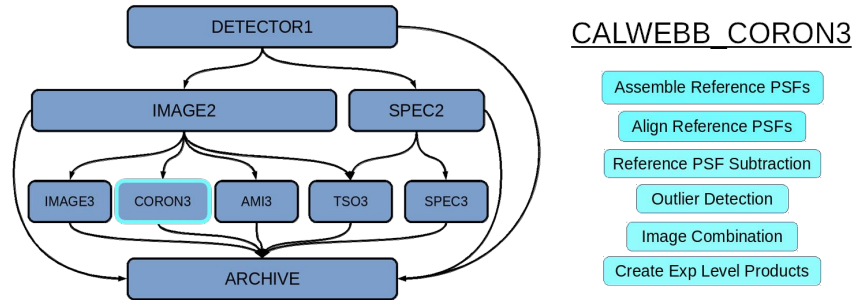 DETECTOR1
IMAGE2
SPEC2
IMAGE3
CORON3
AMI3
TSO3
SPEC3
ARCHIVE
CALWEBB_CORON3
Assemble Reference PSFs
Align Reference PSFs
Reference PSF Subtraction
Outlier Detection
Image Combination
Create Exp Level Products